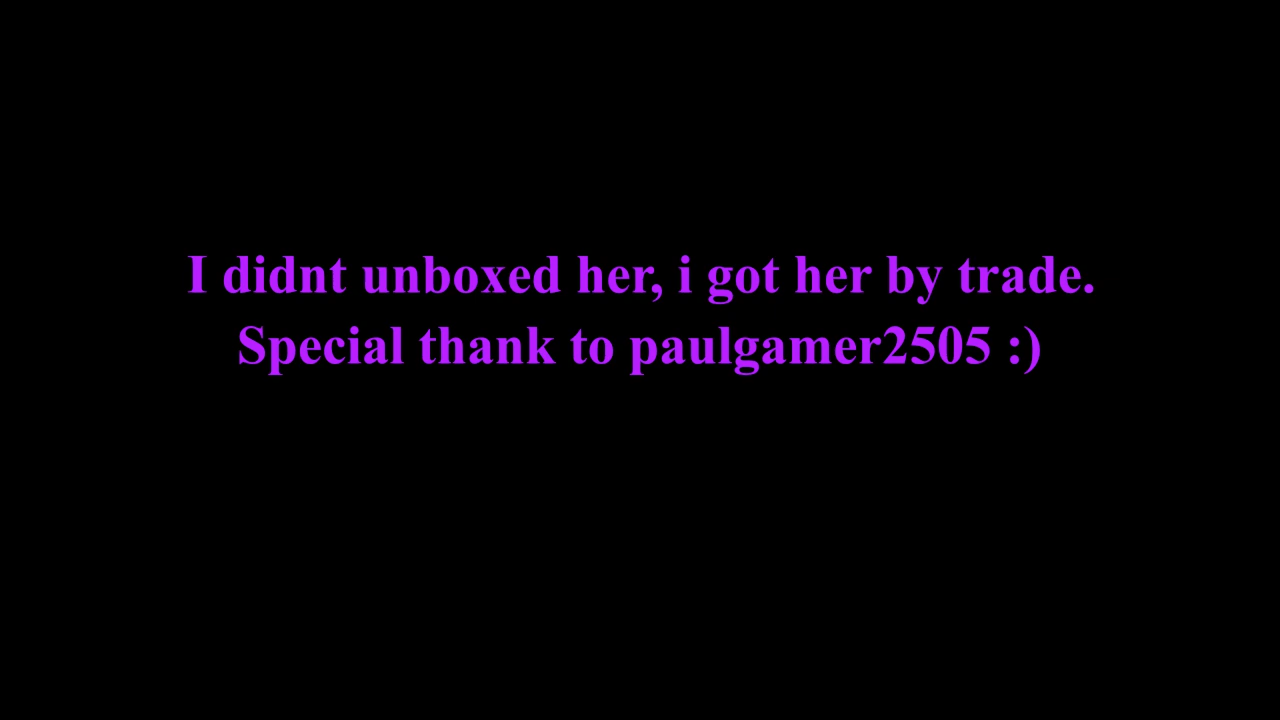 I didnt unboxed her, i got her by trade.
Special thank to paulgamer2505 :)